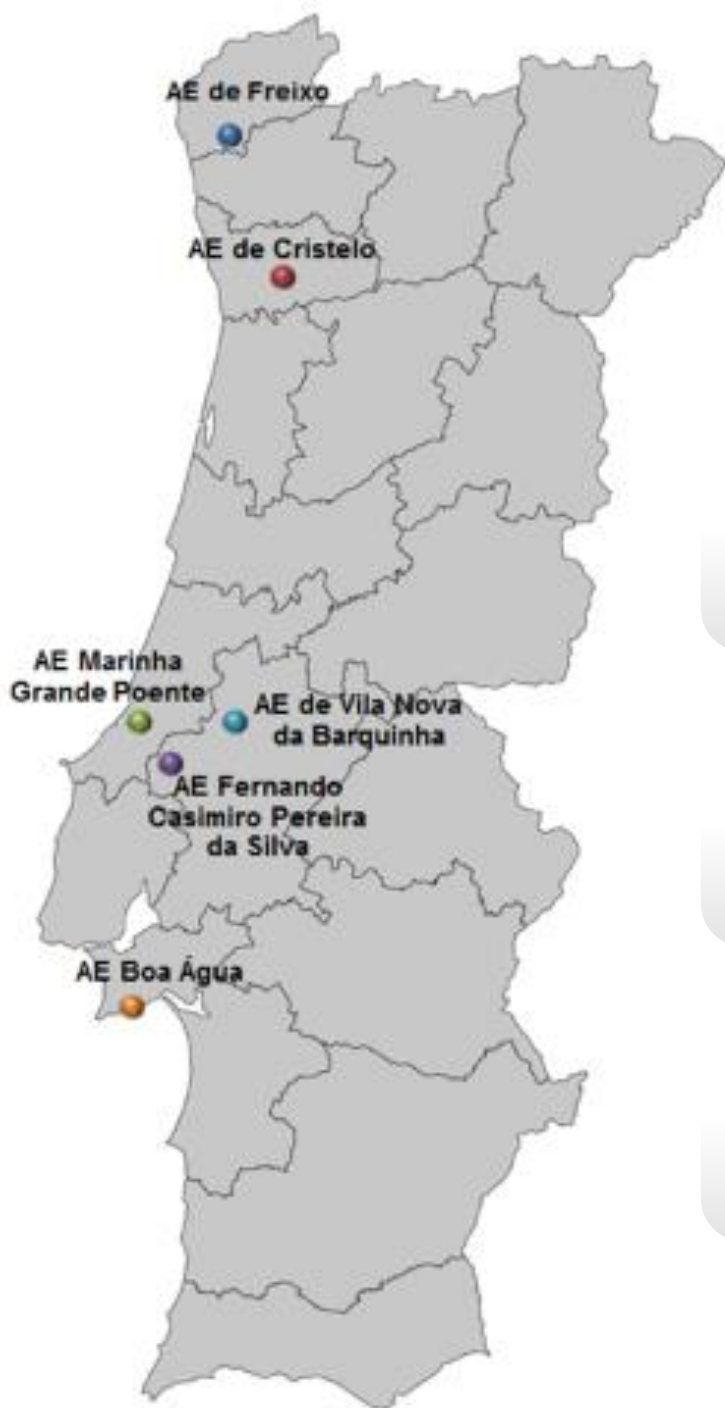 AE de Freixo
AE de Cristelo
AE Marinha
Grande Poente
AE de Vila Nova
da Barquinha
AE Fernando
Casimiro Pereira
da Silva
AE Boa Água